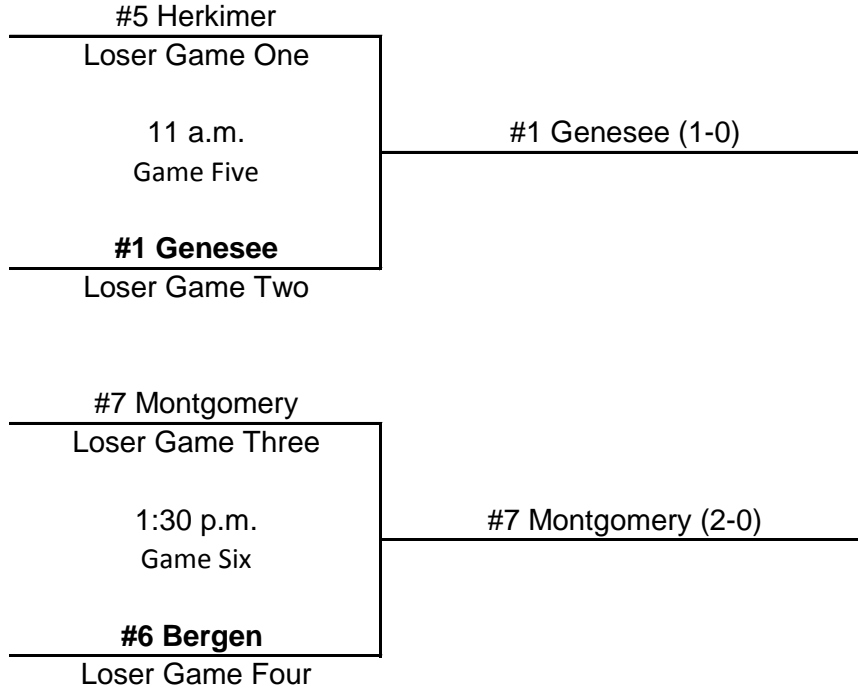 #5 Herkimer
Loser Game One
11 a.m.
#1 Genesee (1-0)
Game Five
#1 Genesee
Loser Game Two
#7 Montgomery
Loser Game Three
1:30 p.m.
#7 Montgomery (2-0)
Game Six
#6 Bergen
Loser Game Four